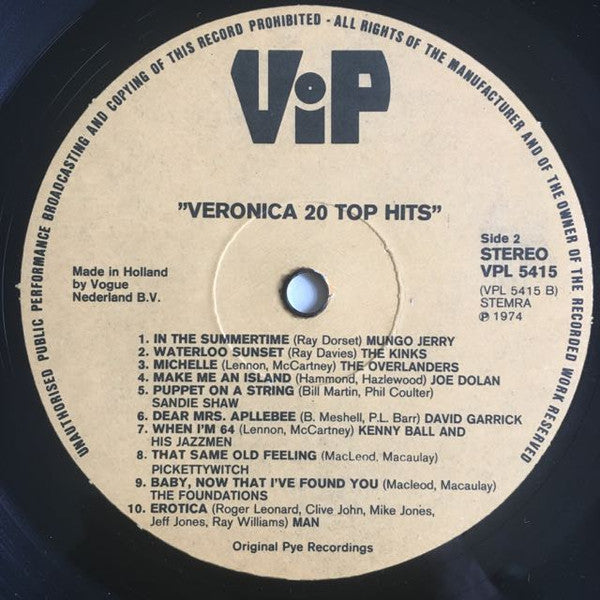 UNAUTHORISED PUBLIC PERFORMANCE BROADCASTING AND COPYING OF THIS RECORD PROHIBITED - ALL RIGHTS OF THE MANUFACTURER AND OF THE OWNER OF THE RECORDED WORK RESERVED
ViP
"VERONICA 20 TOP HITS"
Made in Holland
by Vogue
Nederland B.V.
Side 2
STEREO
VPL 5415
(VPL 5415 B)
STEMRA
℗ 1974
1. IN THE SUMMERTIME (Ray Dorset) MUNGO JERRY
2. WATERLOO SUNSET (Ray Davies) THE KINKS
3. MICHELLE (Lennon, McCartney) THE OVERLANDERS
4. MAKE ME AN ISLAND (Hammond, Hazlewood) JOE DOLAN
5. PUPPET ON A STRING (Bill Martin, Phil Coulter)
SANDIE SHAW
6. DEAR MRS. APLLEBEE (B. Meshell, P.L. Barr) DAVID GARRICK
7. WHEN I'M 64 (Lennon, McCartney) KENNY BALL AND
HIS JAZZMEN
8. THAT SAME OLD FEELING (MacLeod, Macaulay)
PICKETTYWITCH
9. BABY, NOW THAT I'VE FOUND YOU (Macleod, Macaulay)
THE FOUNDATIONS
10. EROTICA (Roger Leonard, Clive John, Mike Jones,
Jeff Jones, Ray Williams) MAN
Original Pye Recordings